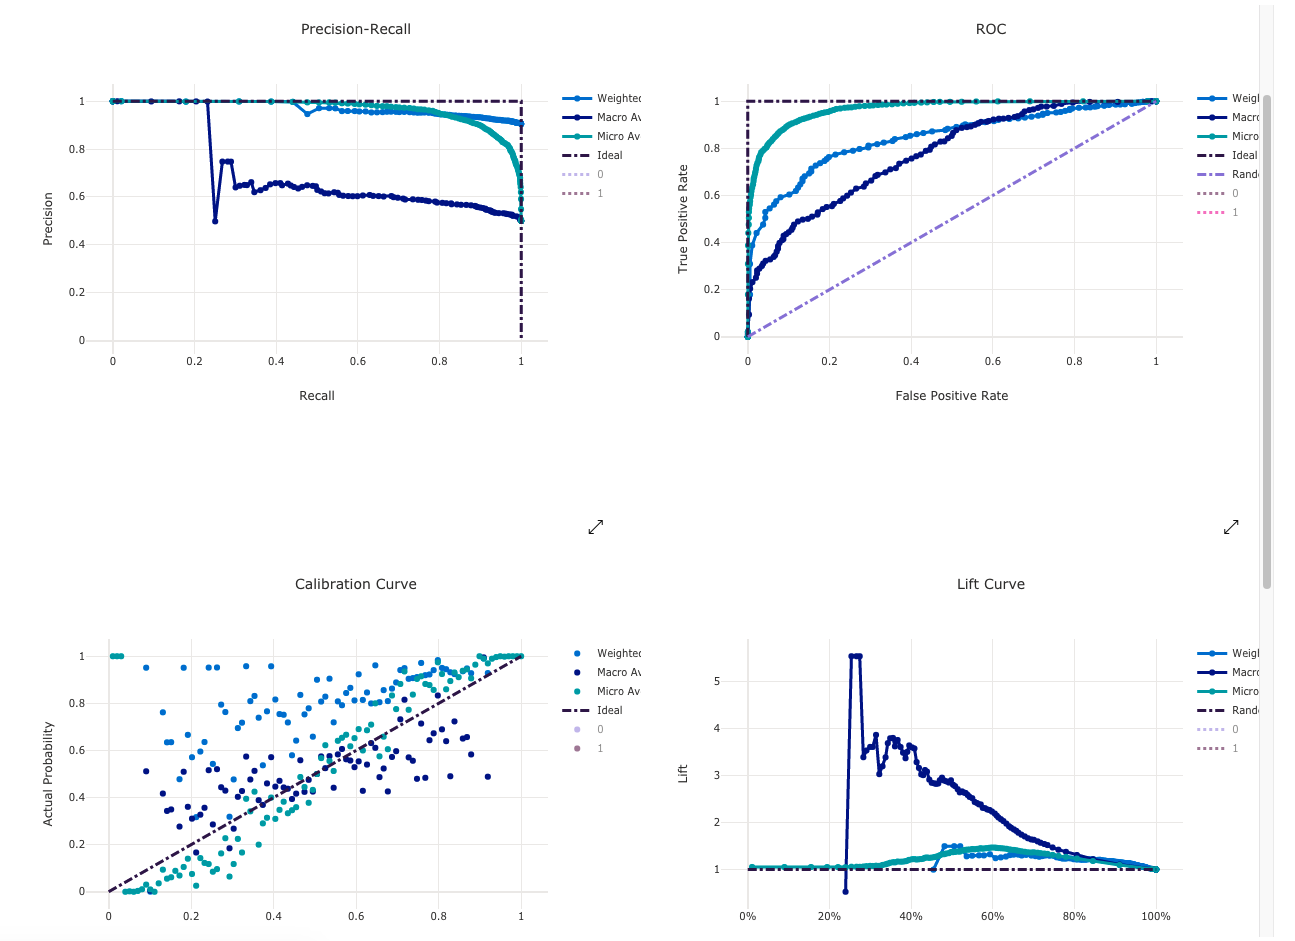 Precision-Recall
1
0.8
0.6
0.4
0.2
0
Precision
0 0.2 0.4 0.6 0.8 1
Recall
Weighted
Macro Av
Micro Av
Ideal
0
1
ROC
1
0.8
0.6
0.4
0.2
0
True Positive Rate
0 0.2 0.4 0.6 0.8 1
False Positive Rate
Weigl
Macro
Micro
Ideal
Rando
0
1
Calibration Curve
1
0.8
0.6
0.4
0.2
0
Actual Probability
0 0.2 0.4 0.6 0.8 1
Weighted
Macro Av
Micro Av
Ideal
0
1
Lift Curve
5
4
3
2
1
Lift
0% 20% 40% 60% 80% 100%
Weigl
Macro
Micro
Rando
0
1